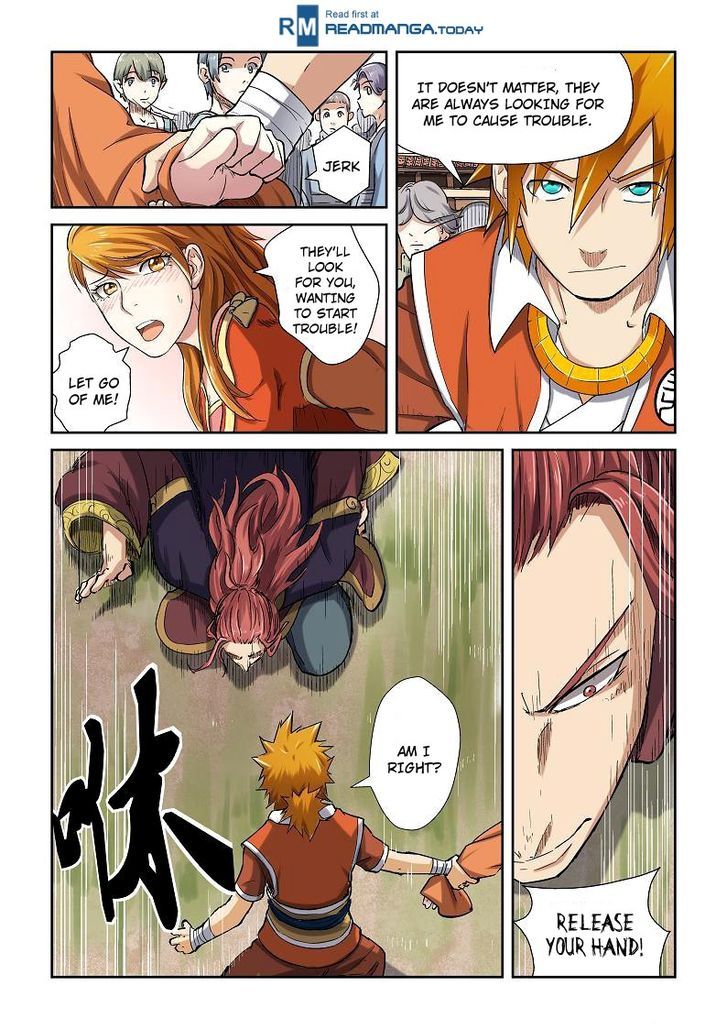 Read first at
RM READMANGA.TODAY
JERK
IT DOESN'T MATTER, THEY
ARE ALWAYS LOOKING FOR
ME TO CAUSE TROUBLE.
THEY'LL
LOOK
FOR YOU,
WANTING
TO START
TROUBLE!
LET GO
OF ME!
咻
AM I
RIGHT?
RELEASE
YOUR HAND!